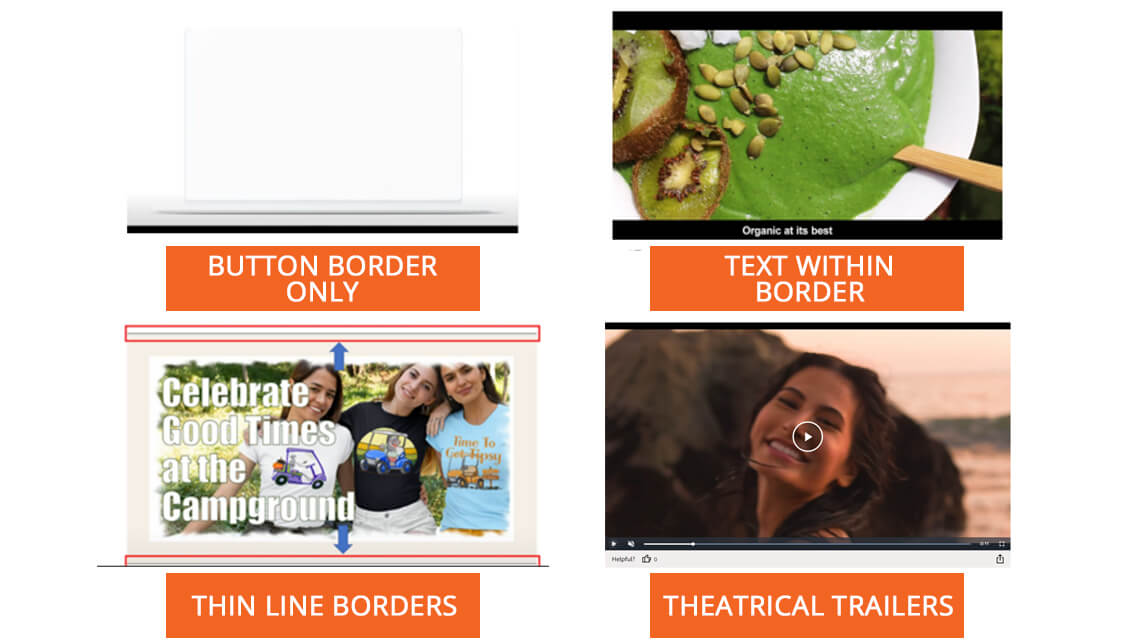 Organic at its best
BUTTON BORDER
ONLY
TEXT WITHIN
BORDER
Celebrate
Good Times
at the
Campground
Time To
Get Tipsy
Helpful?
0
THIN LINE BORDERS
THEATRICAL TRAILERS